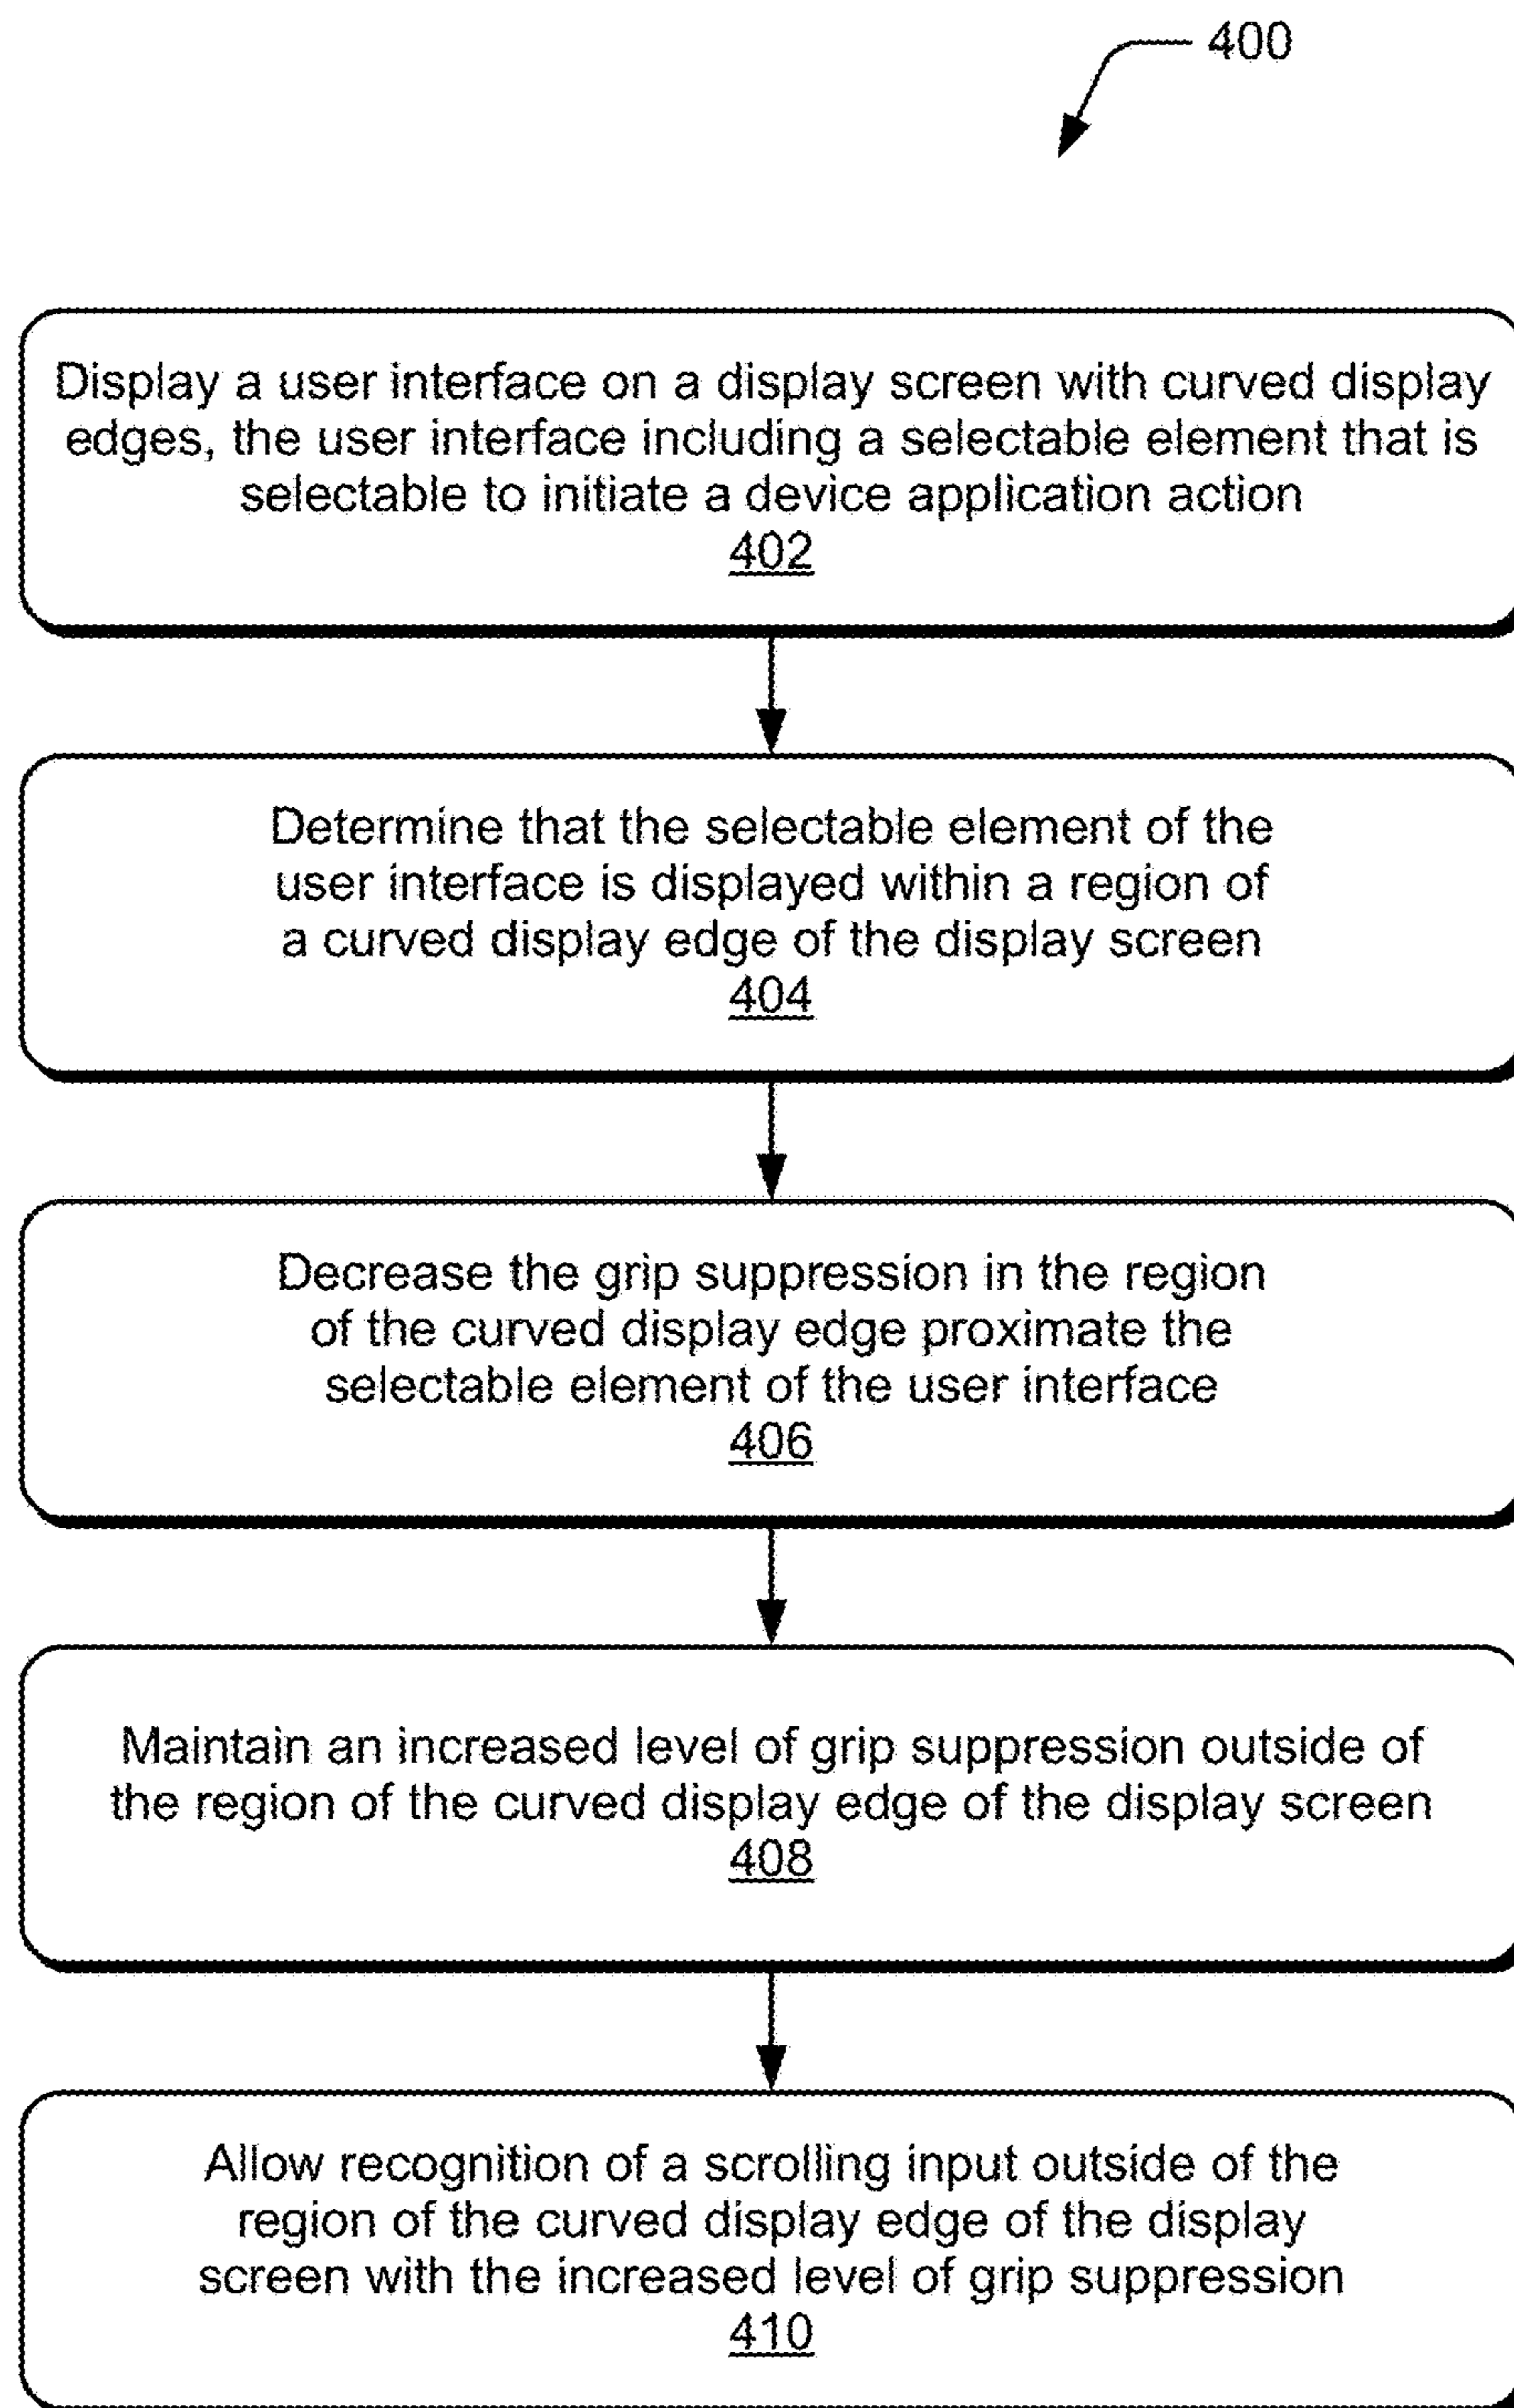 400
Display a user interface on a display screen with curved display
edges, the user interface including a selectable element that is
selectable to initiate a device application action
402
Determine that the selectable element of the
user interface is displayed within a region of
a curved display edge of the display screen
404
Decrease the grip suppression in the region
of the curved display edge proximate the
selectable element of the user interface
406
Maintain an increased level of grip suppression outside of
the region of the curved display edge of the display screen
408
Allow recognition of a scrolling input outside of the
region of the curved display edge of the display
screen with the increased level of grip suppression
410